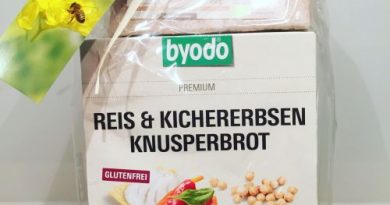 byodo
PREMIUM
REIS & KICHERERBSEN
KNUSPERBROT
GLUTENFREI